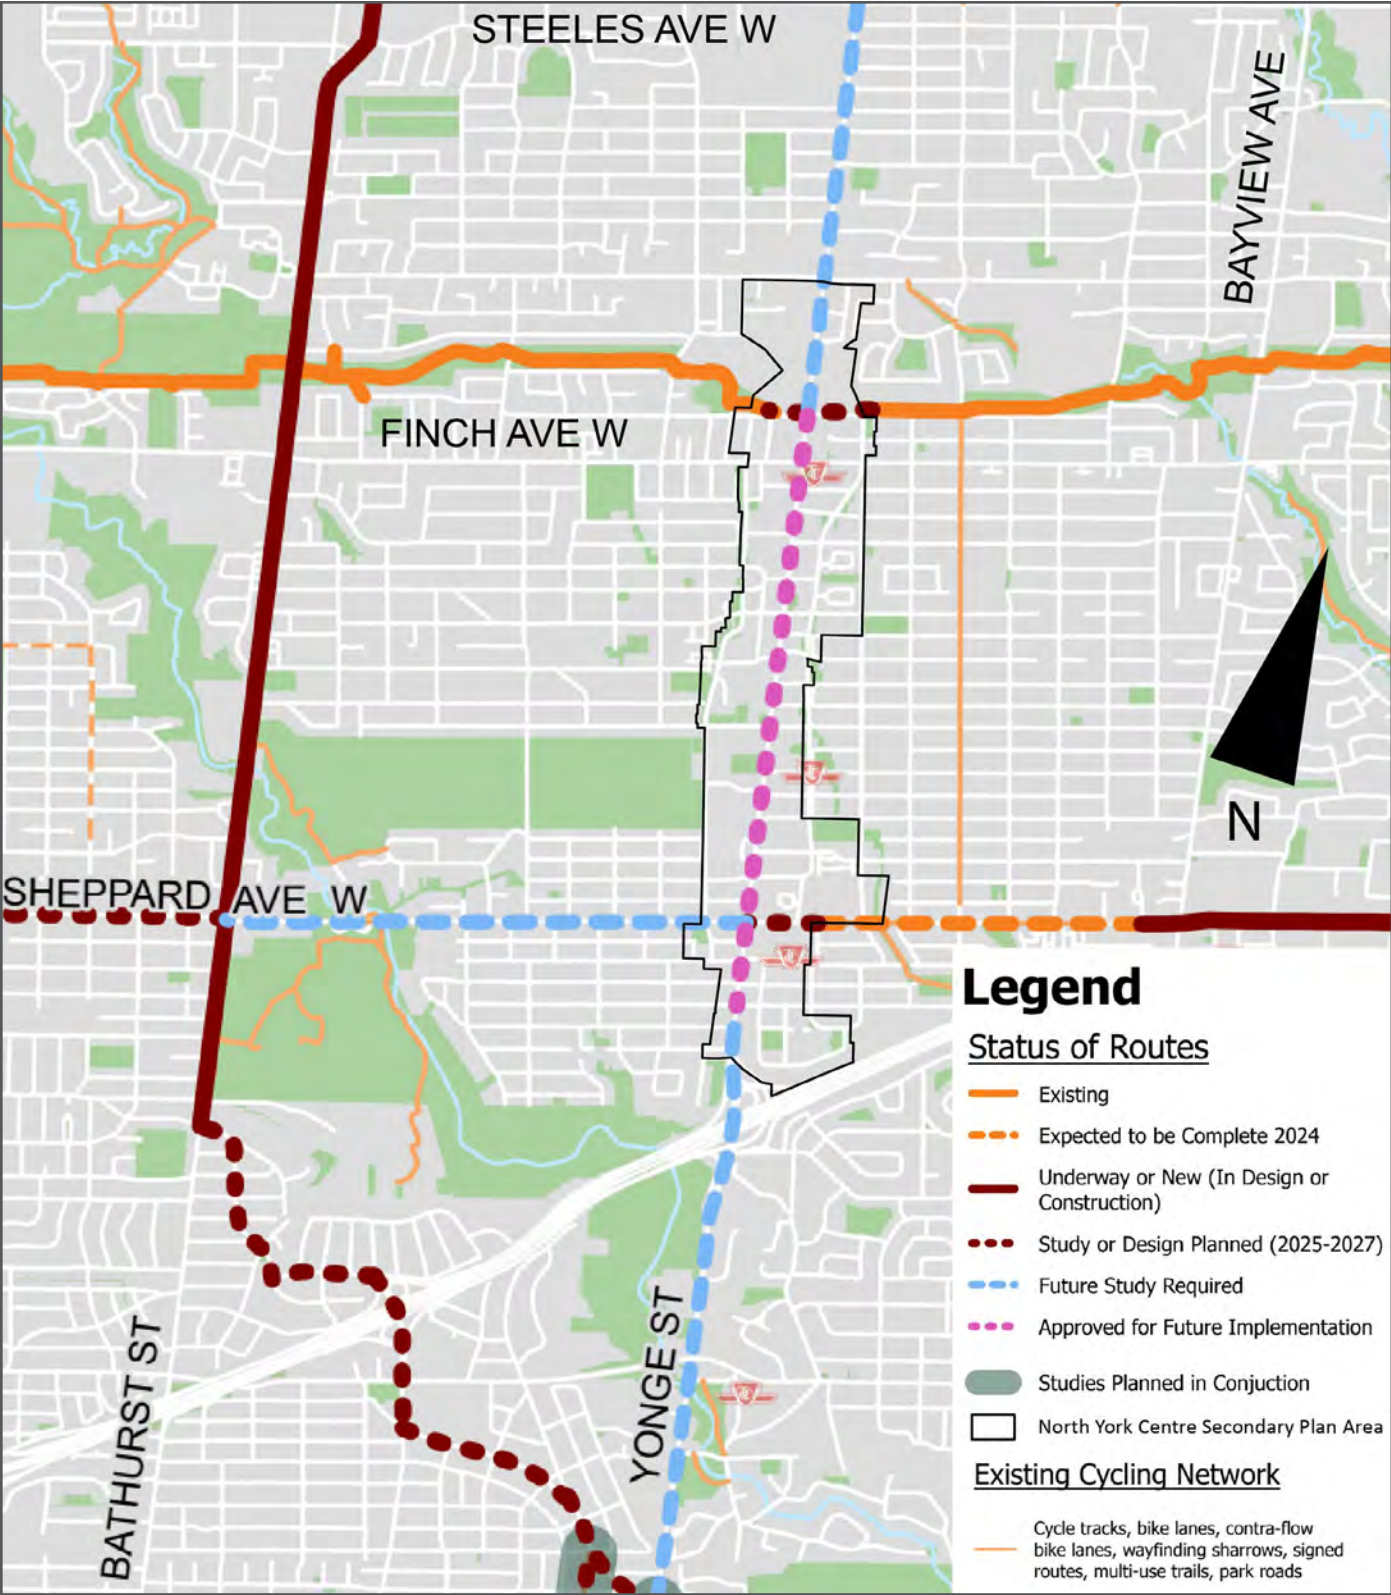 STEELES AVE W
BAYVIEW AVE
FINCH AVE W
N
SHEPPARD AVE W
YONGE ST
BATHURST ST
Legend
Status of Routes
Existing
Expected to be Complete 2024
Underway or New (In Design or
Construction)
Study or Design Planned (2025-2027)
Future Study Required
Approved for Future Implementation
Studies Planned in Conjuction
North York Centre Secondary Plan Area
Existing Cycling Network
Cycle tracks, bike lanes, contra-flow
bike lanes, wayfinding sharrows, signed
routes, multi-use trails, park roads